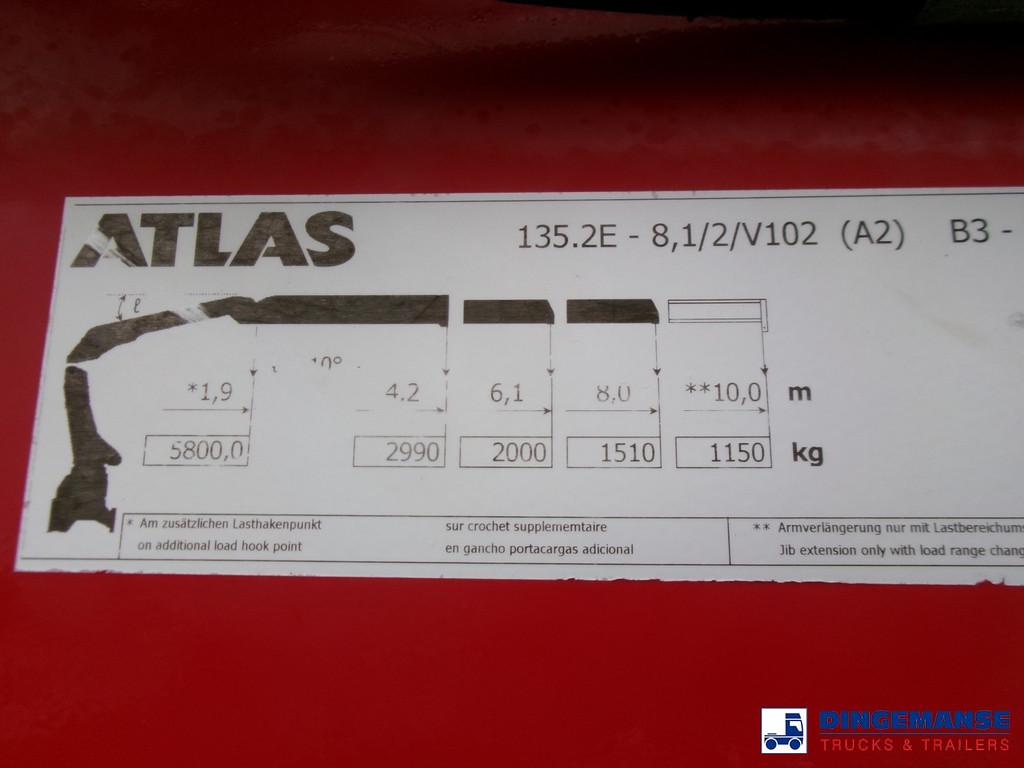 ATLAS 135.2E - 8,1/2/V102 (A2) B3 -
ℓ
*1,9 4.2 6,1 8,0 **10,0 m
5800,0 2990 2000 1510 1150 kg
* Am zusätzlichen Lasthakenpunkt sur crochet supplememtaire ** Armverlängerung nur mit
on additional load hook point en gancho portacargas adicional Jib extension only with load range
DINGEMANSE
TRUCKS & TRAILERS